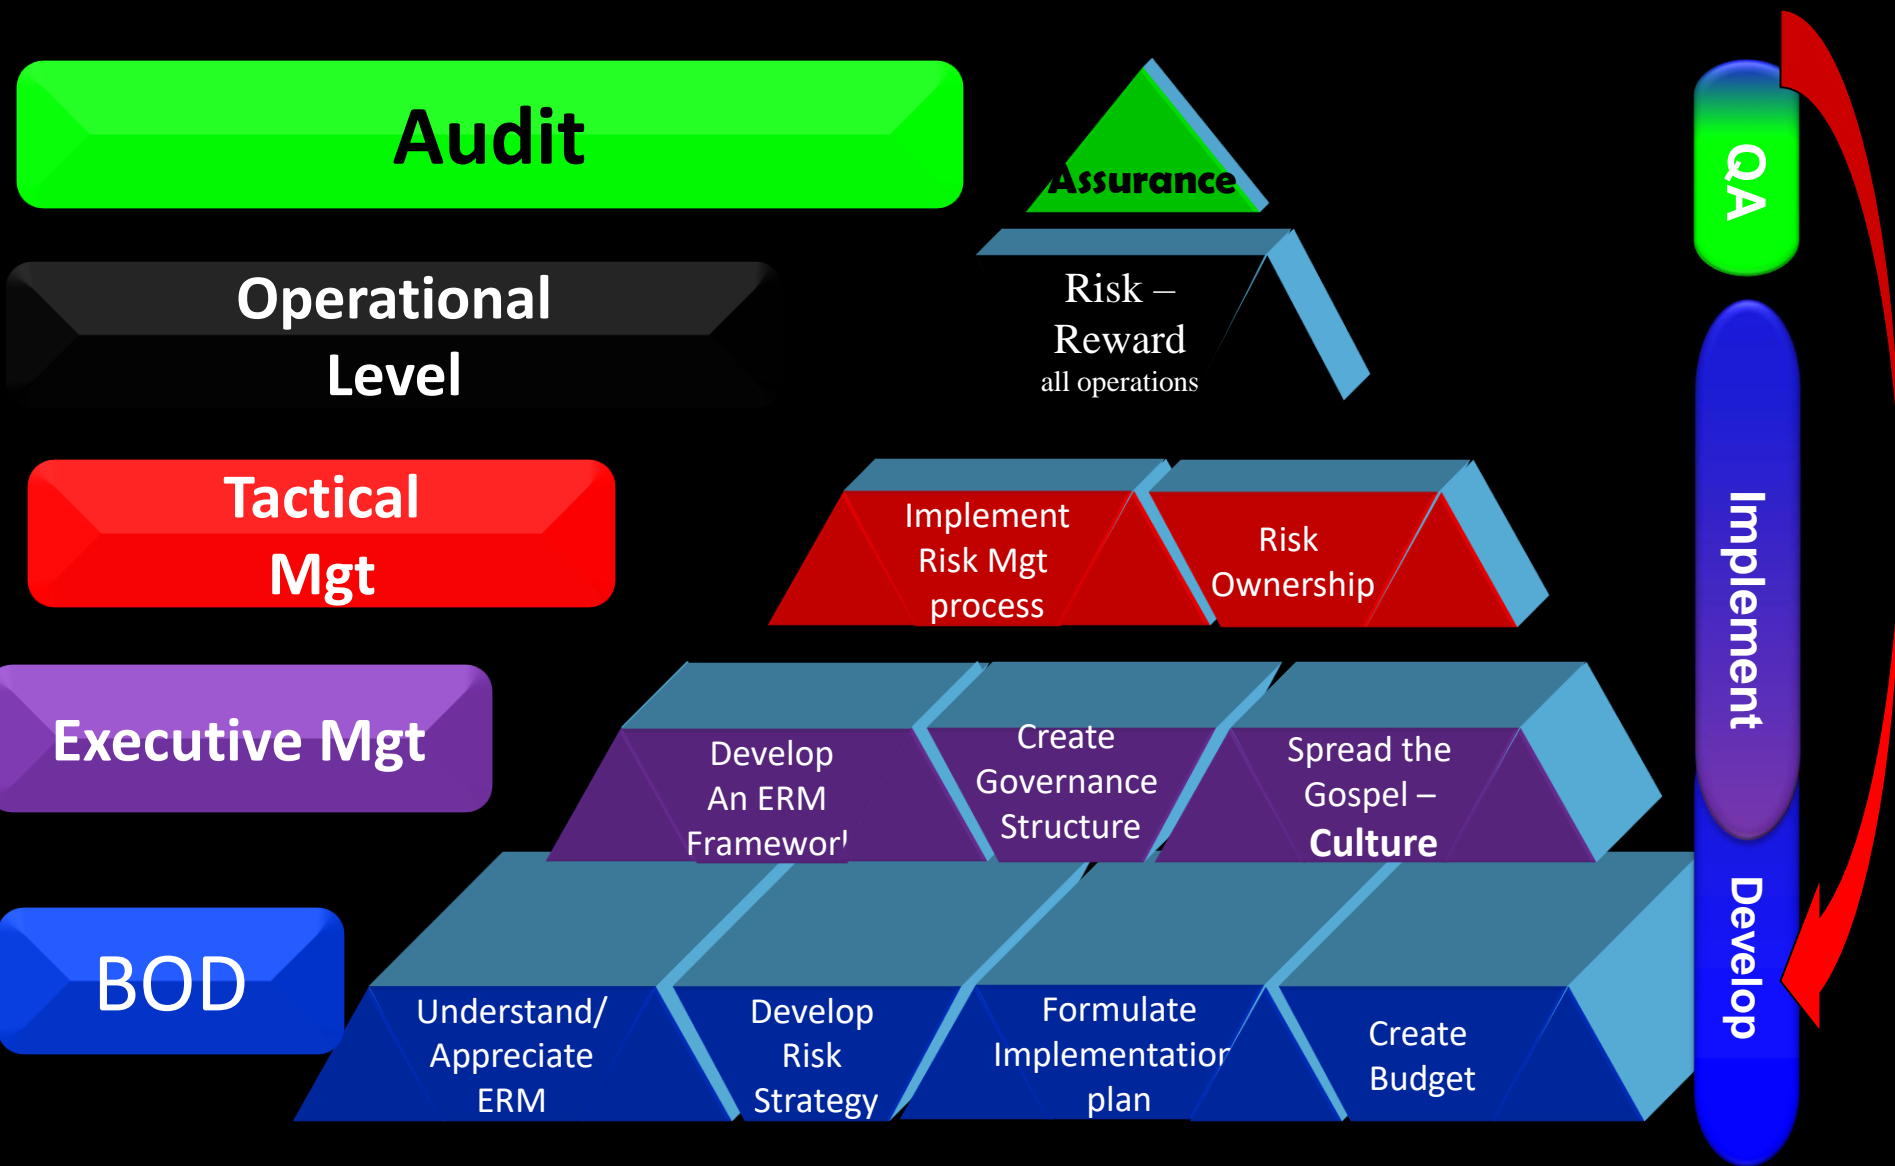 Audit
Assurance
QA
Operational
Level
Risk –
Reward
all operations
Tactical
Mgt
Implement
Risk Mgt
process
Risk
Ownership
Implement
Executive Mgt
Develop
An ERM
Framework
Create
Governance
Structure
Spread the
Gospel –
Culture
BOD
Understand/
Appreciate
ERM
Develop
Risk
Strategy
Formulate
Implementation
plan
Create
Budget
Develop